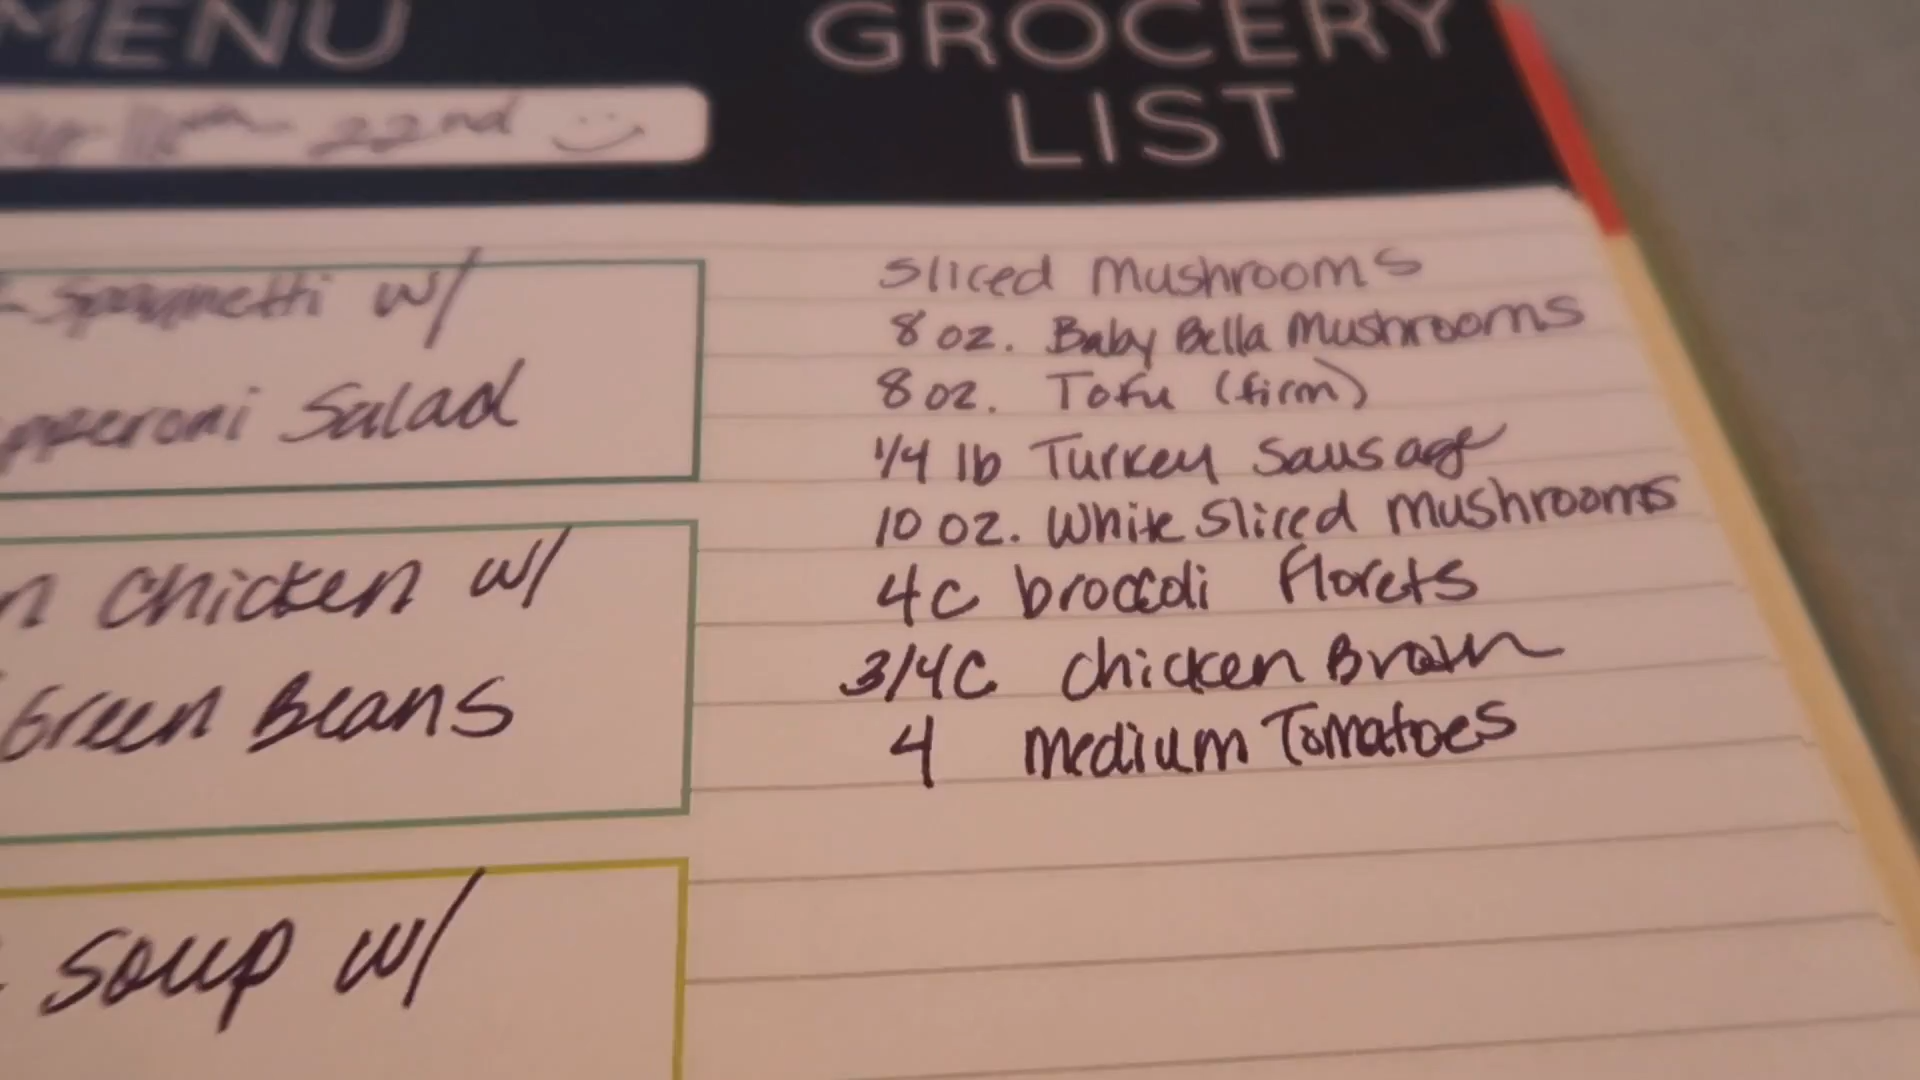 MENU
22nd
Spaghetti w/
Salad
Chicken w/
Green Beans
Soup w/
GROCERY
LIST
Sliced Mushrooms
8 oz. Baby Bella Mushrooms
8 oz. Tofu (firm)
1/4 lb Turkey Sausage
10 oz. White Sliced Mushrooms
4c broccoli florets
3/4c Chicken Broth
4 Medium Tomatoes